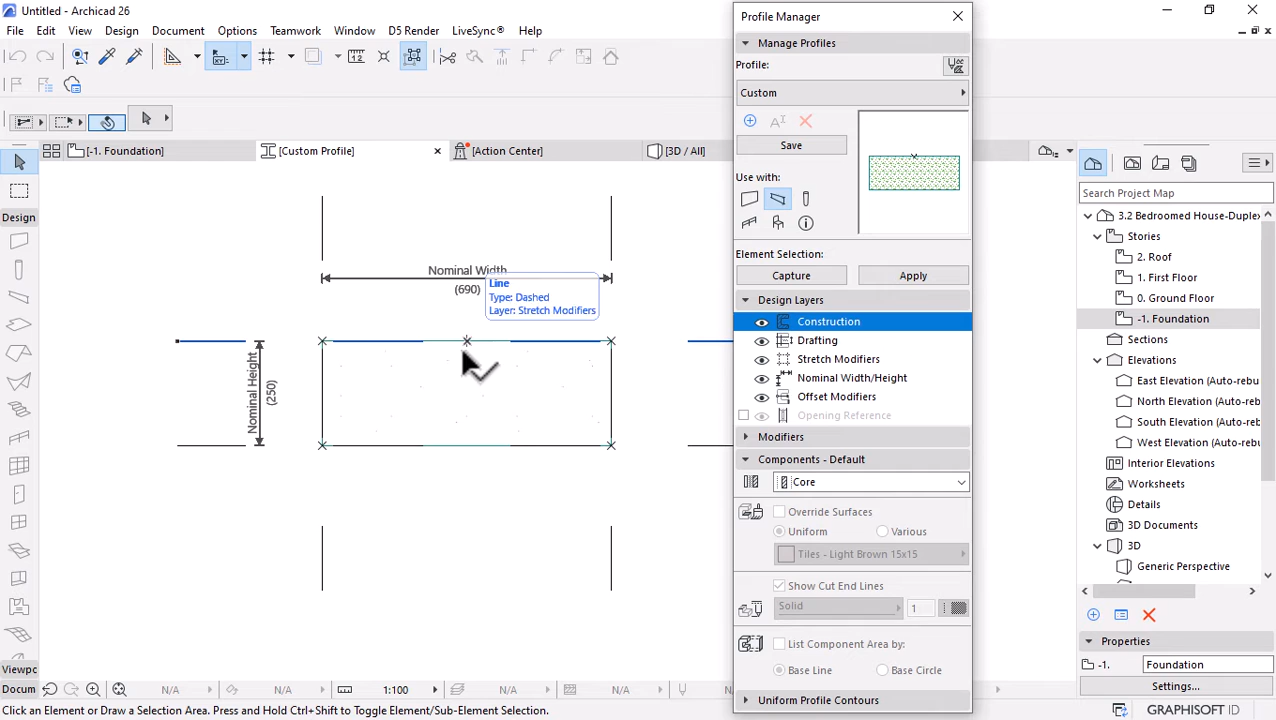 Untitled - Archicad 26
File Edit View Design Document Options Teamwork Window D5 Render LiveSync® Help
[-1. Foundation] [Custom Profile] [Action Center] [3D / All]
Design
Viewpc
Docum
Nominal Width
(690)
Nominal Height
(250)
Line
Type: Dashed
Layer: Stretch Modifiers
Profile Manager
Manage Profiles
Profile:
Custom
Save
Use with:
Element Selection:
Capture Apply
Design Layers
Construction
Drafting
Stretch Modifiers
Nominal Width/Height
Offset Modifiers
Opening Reference
Modifiers
Components - Default
Core
Override Surfaces
Uniform Various
Tiles - Light Brown 15x15
Show Cut End Lines
Solid 1
List Component Area by:
Base Line Base Circle
Uniform Profile Contours
Search Project Map
3.2 Bedroomed House-Duplex
Stories
2. Roof
1. First Floor
0. Ground Floor
-1. Foundation
Sections
Elevations
East Elevation (Auto-rebu
North Elevation (Auto-rebu
South Elevation (Auto-rebu
West Elevation (Auto-rebu
Interior Elevations
Worksheets
Details
3D Documents
3D
Generic Perspective
Properties
-1. Foundation
Settings...
N/A N/A 1:100 N/A N/A N/
Click an Element or Draw a Selection Area. Press and Hold Ctrl+Shift to Toggle Element/Sub-Element Selection.
GRAPHISOFT ID